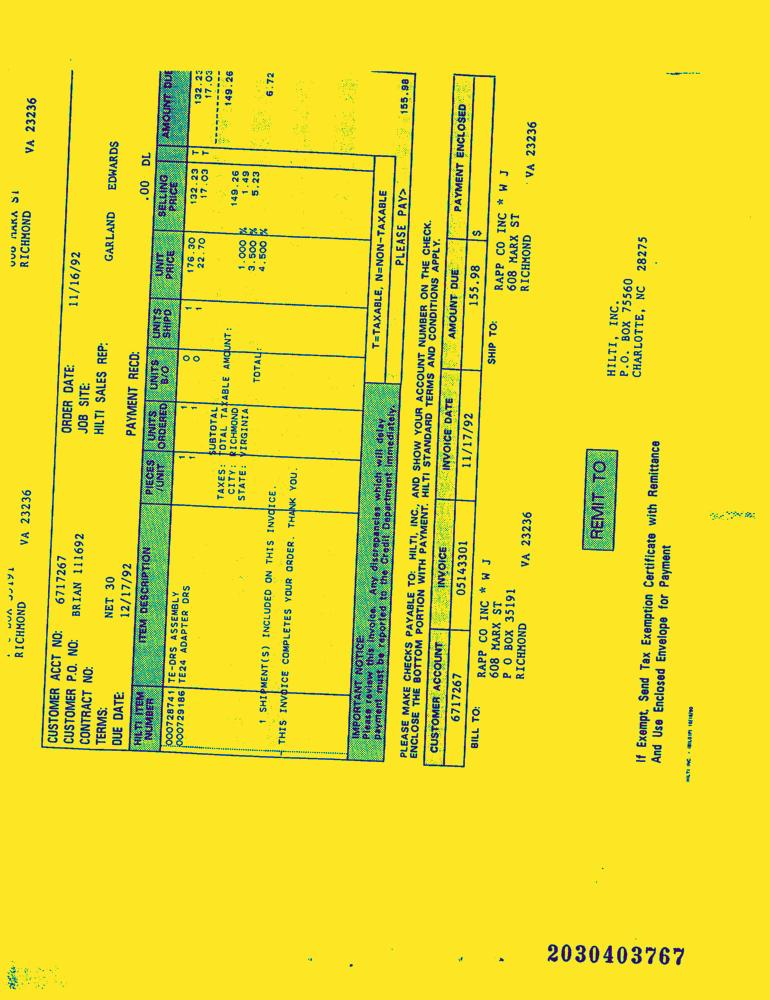 RICHMOND VA 23236 RICHMOND VA 23236
CUSTOMER ACCT NO: 6717267 ORDER DATE: 11/16/92
CUSTOMER P.O. NO: BRIAN 111692 JOB SITE:
CONTRACT NO: HILTI SALES REP: GARLAND EDWARDS
TERMS: NET 30
DUE DATE: 12/17/92 PAYMENT RECD: .00 DL
HILTI ITEM NUMBER ITEM DESCRIPTION PIECES /UNIT UNITS ORDERED UNITS B/O UNITS SHIPD UNIT PRICE SELLING PRICE AMOUNT DUE
000728741 TE-DRS ASSEMBLY 1 1 0 1 176.30 132.23 T 132.23
000729186 TE24 ADAPTER DRS 1 1 0 1 22.70 17.03 T 17.03
SUBTOTAL 149.26
TAXES: TOTAL TAXABLE AMOUNT: 149.26
CITY: RICHMOND 1.000 % 1.49
STATE: VIRGINIA 3.500 % 5.23
TOTAL: 4.500 % 6.72
1 SHIPMENT(S) INCLUDED ON THIS INVOICE.
THIS INVOICE COMPLETES YOUR ORDER. THANK YOU.
IMPORTANT NOTICE:
Please review this invoice. Any discrepancies which will delay
payment must be reported to the Credit Department immediately.
T=TAXABLE, N=NON-TAXABLE
PLEASE PAY> 155.98
PLEASE MAKE CHECKS PAYABLE TO: HILTI, INC. AND SHOW YOUR ACCOUNT NUMBER ON THE CHECK.
ENCLOSE THE BOTTOM PORTION WITH PAYMENT. HILTI STANDARD TERMS AND CONDITIONS APPLY.
CUSTOMER ACCOUNT INVOICE INVOICE DATE AMOUNT DUE PAYMENT ENCLOSED
6717267 05143301 11/17/92 155.98 $
BILL TO: SHIP TO:
RAPP CO INC * W J RAPP CO INC * W J
608 MARX ST 608 MARX ST
P O BOX 35191 RICHMOND VA 23236
RICHMOND VA 23236
REMIT TO
HILTI, INC.
P.O. BOX 75560
CHARLOTTE, NC 28275
If Exempt, Send Tax Exemption Certificate with Remittance
And Use Enclosed Envelope for Payment
2030403767